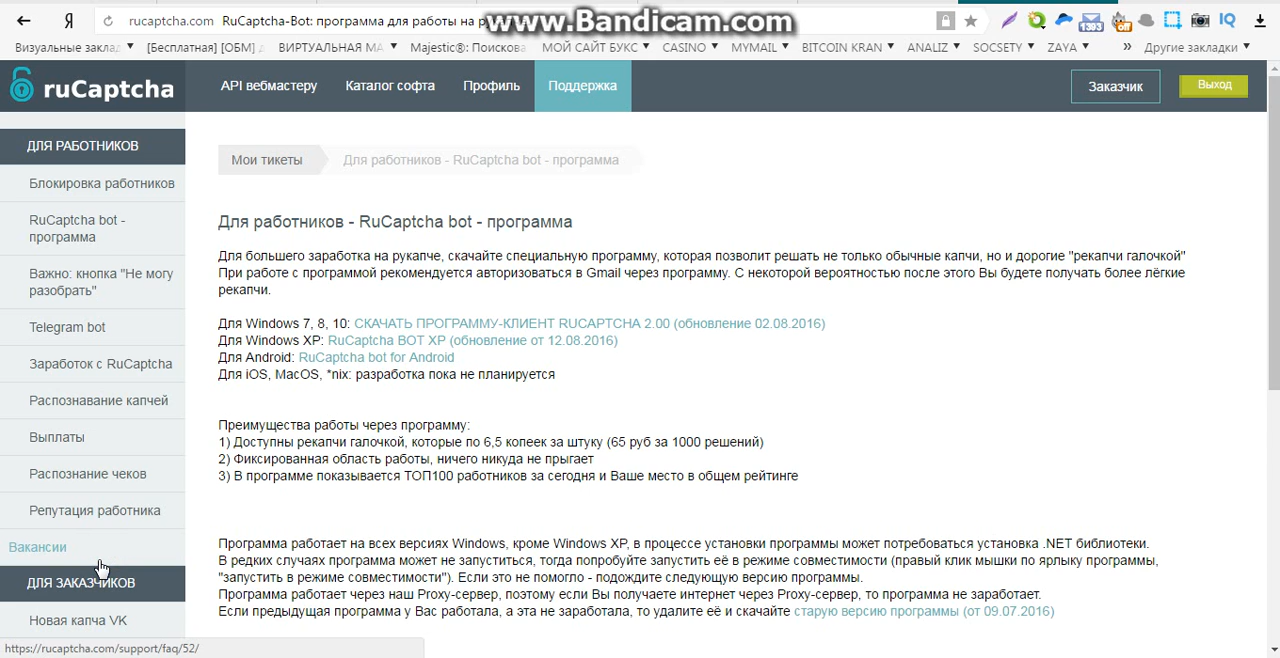 Я
rucaptcha.com RuCaptcha-Bot: программа для работы на
www.Bandicam.com
1393
off
IQ
Визуальные заклад
[Бесплатная] [ОБМ]
ВИРТУАЛЬНАЯ МА
Majestic®: Поискова
МОЙ САЙТ БУКС
CASINO
MYMAIL
BITCOIN KRAN
ANALIZ
SOCSETY
ZAYA
»
Другие закладки
ruCaptcha
API вебмастеру
Каталог софта
Профиль
Поддержка
Заказчик
Выход
ДЛЯ РАБОТНИКОВ
Блокировка работников
RuCaptcha bot -
программа
Важно: кнопка "Не могу
разобрать"
Telegram bot
Заработок с RuCaptcha
Распознавание капчей
Выплаты
Распознание чеков
Репутация работника
Вакансии
ДЛЯ ЗАКАЗЧИКОВ
Новая капча VK
https://rucaptcha.com/support/faq/52/
Мои тикеты
Для работников - RuCaptcha bot - программа
Для работников - RuCaptcha bot - программа
Для большего заработка на рукапче, скачайте специальную программу, которая позволит решать не только обычные капчи, но и дорогие "рекапчи галочкой"
При работе с программой рекомендуется авторизоваться в Gmail через программу. С некоторой вероятностью после этого Вы будете получать более лёгкие
рекапчи.
Для Windows 7, 8, 10: СКАЧАТЬ ПРОГРАММУ-КЛИЕНТ RUCAPTCHA 2.00 (обновление 02.08.2016)
Для Windows XP: RuCaptcha BOT XP (обновление от 12.08.2016)
Для Android: RuCaptcha bot for Android
Для iOS, MacOS, *nix: разработка пока не планируется
Преимущества работы через программу:
1) Доступны рекапчи галочкой, которые по 6,5 копеек за штуку (65 руб за 1000 решений)
2) Фиксированная область работы, ничего никуда не прыгает
3) В программе показывается ТОП100 работников за сегодня и Ваше место в общем рейтинге
Программа работает на всех версиях Windows, кроме Windows XP, в процессе установки программы может потребоваться установка .NET библиотеки.
В редких случаях программа может не запуститься, тогда попробуйте запустить её в режиме совместимости (правый клик мышки по ярлыку программы,
"запустить в режиме совместимости"). Если это не помогло - подождите следующую версию программы.
Программа работает через наш Proxy-сервер, поэтому если Вы получаете интернет через Proxy-сервер, то программа не заработает.
Если предыдущая программа у Вас работала, а эта не заработала, то удалите её и скачайте старую версию программы (от 09.07.2016)